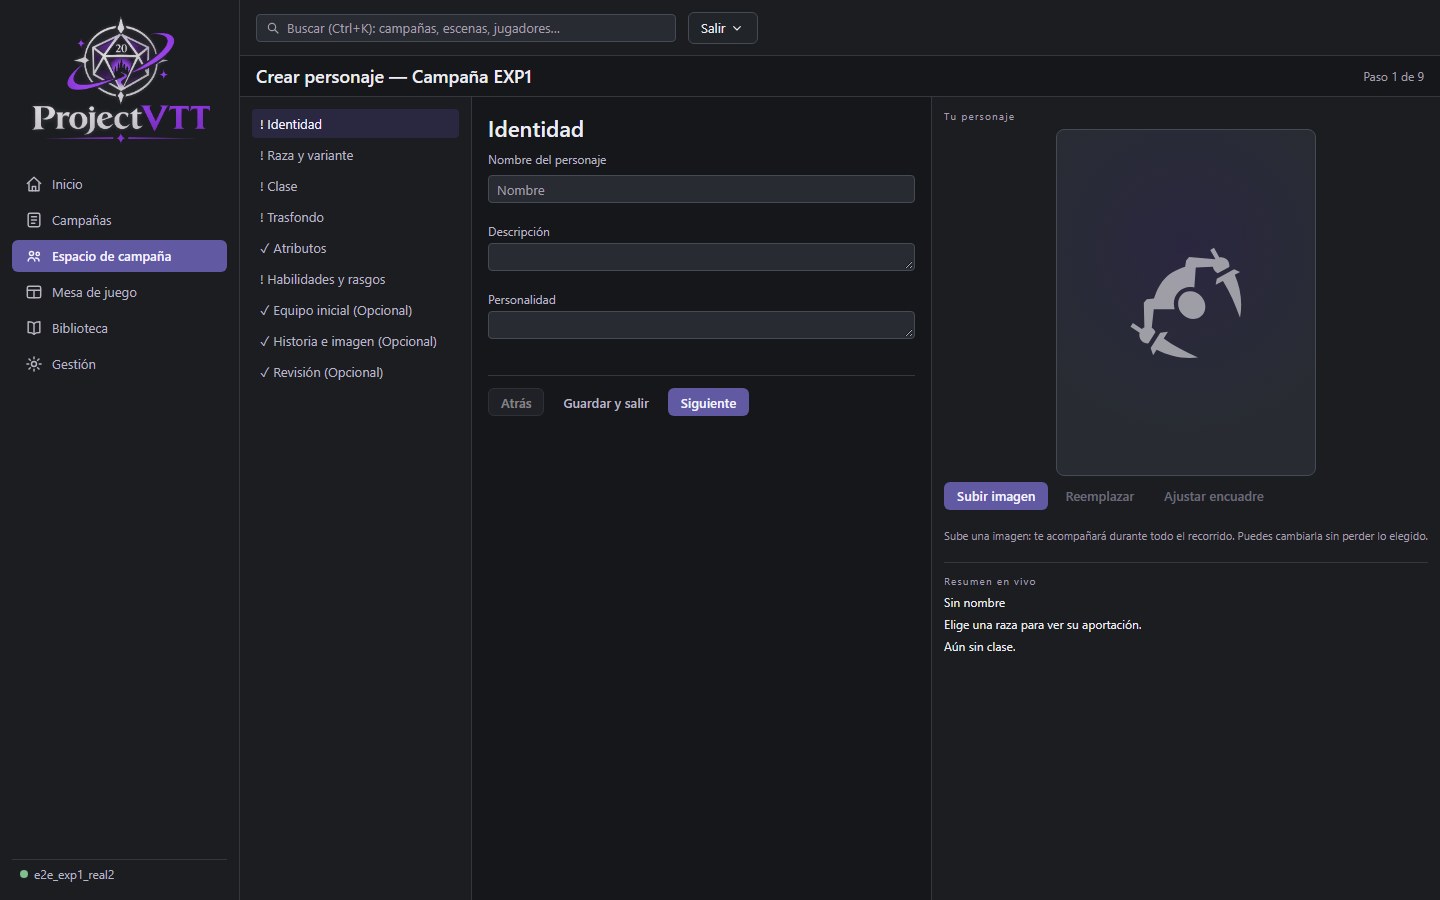 20
ProjectVTT
Inicio
Campañas
Espacio de campaña
Mesa de juego
Biblioteca
Gestión
e2e_exp1_real2
Buscar (Ctrl+K): campañas, escenas, jugadores...
Salir
Crear personaje — Campaña EXP1
Paso 1 de 9
! Identidad
! Raza y variante
! Clase
! Trasfondo
✓ Atributos
! Habilidades y rasgos
✓ Equipo inicial (Opcional)
✓ Historia e imagen (Opcional)
✓ Revisión (Opcional)
Identidad
Nombre del personaje
Nombre
Descripción
Personalidad
Atrás
Guardar y salir
Siguiente
Tu personaje
Subir imagen
Reemplazar
Ajustar encuadre
Sube una imagen: te acompañará durante todo el recorrido. Puedes cambiarla sin perder lo elegido.
Resumen en vivo
Sin nombre
Elige una raza para ver su aportación.
Aún sin clase.